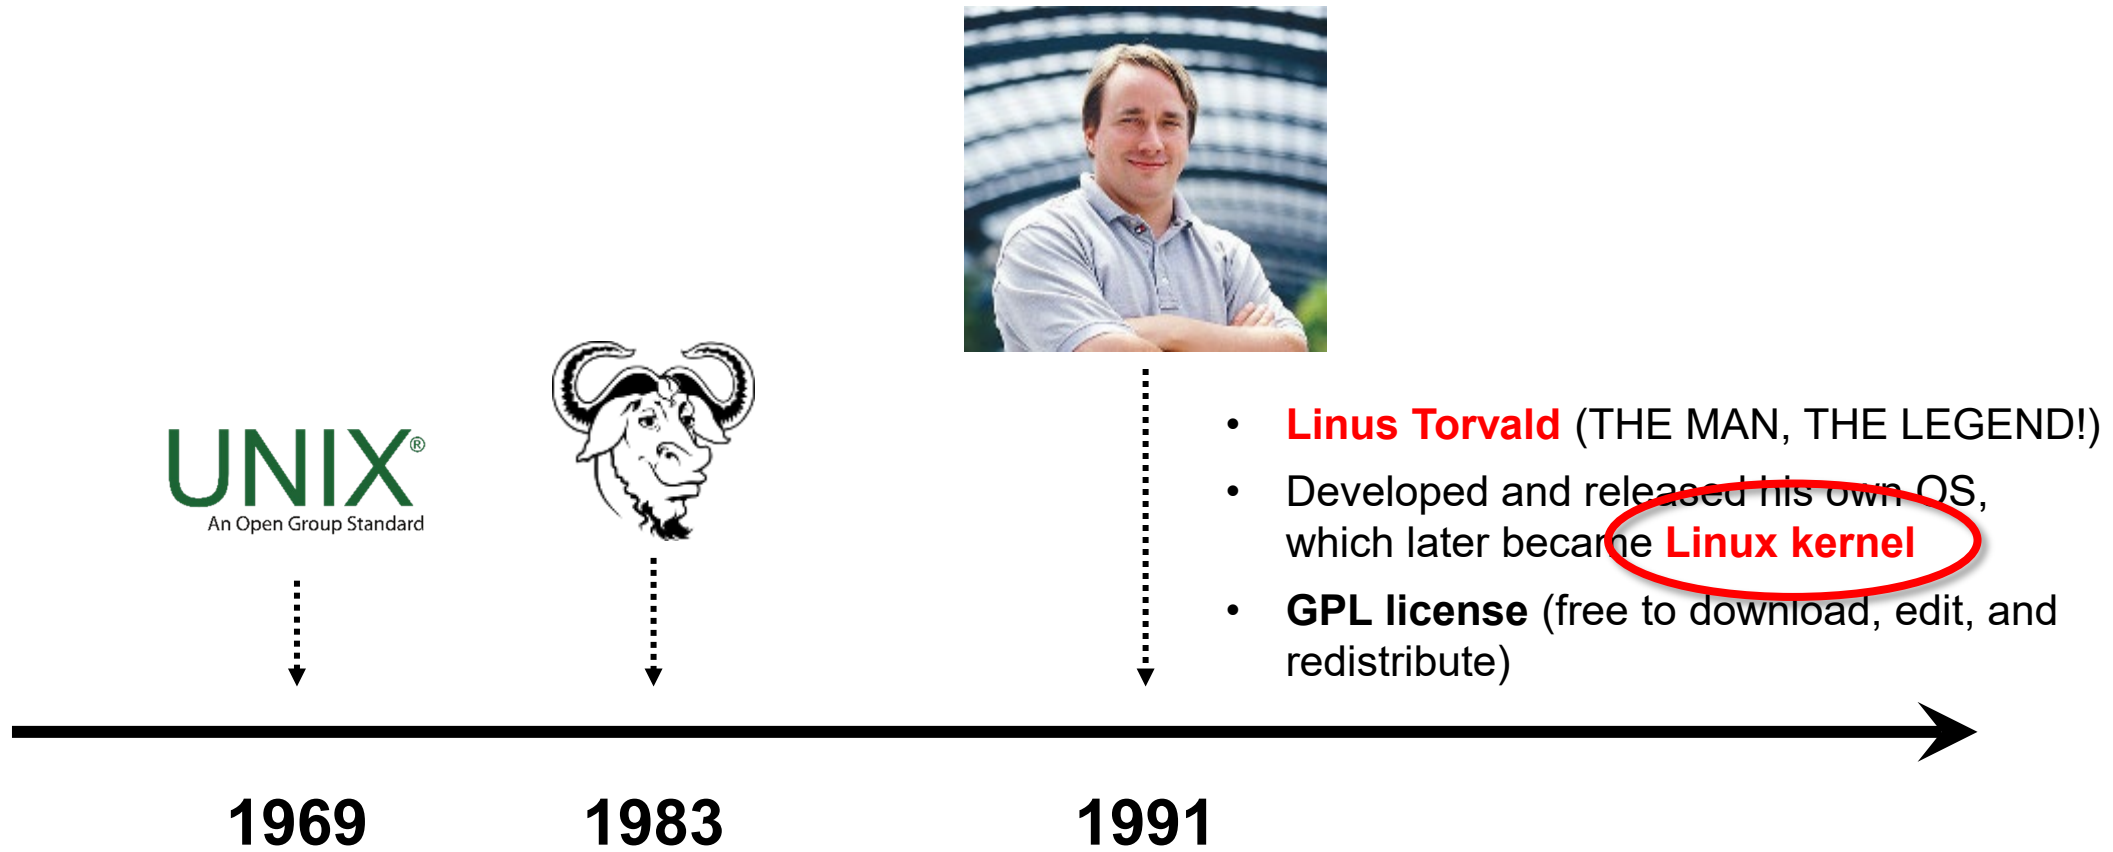 UNIX®
An Open Group Standard
• Linus Torvald (THE MAN, THE LEGEND!)
• Developed and released his own OS,
which later became Linux kernel
• GPL license (free to download, edit, and
redistribute)
1969 1983 1991